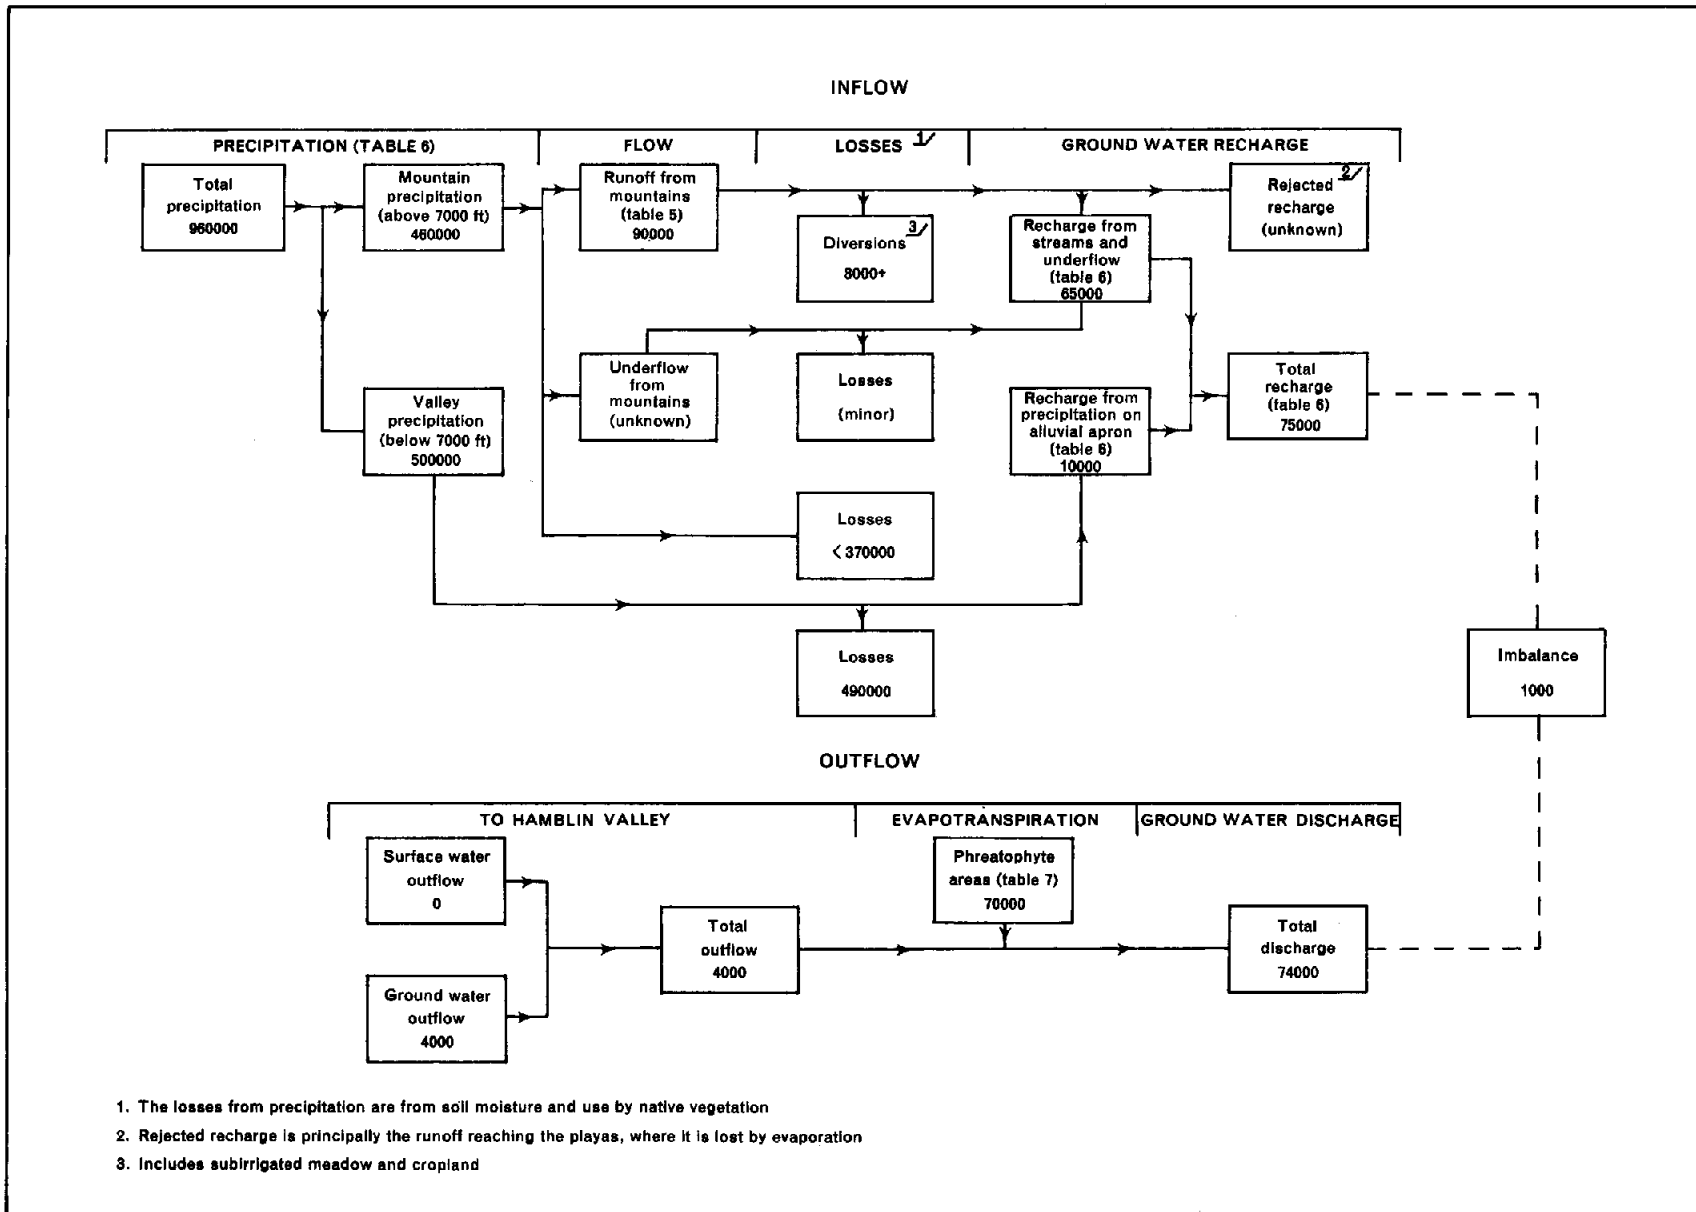 INFLOW
PRECIPITATION (TABLE 6)
FLOW
LOSSES 1/
GROUND WATER RECHARGE
Total
precipitation
960000
Mountain
precipitation
(above 7000 ft)
460000
Runoff from
mountains
(table 5)
90000
Diversions 3/
8000+
Recharge from
streams and
underflow
(table 6)
65000
Rejected 2/
recharge
(unknown)
Valley
precipitation
(below 7000 ft)
500000
Underflow
from
mountains
(unknown)
Losses
(minor)
Recharge from
precipitation on
alluvial apron
(table 6)
10000
Total
recharge
(table 6)
75000
Losses
<370000
Losses
490000
Imbalance
1000
OUTFLOW
TO HAMBLIN VALLEY
EVAPOTRANSPIRATION
GROUND WATER DISCHARGE
Surface water
outflow
0
Phreatophyte
areas (table 7)
70000
Total
outflow
4000
Total
discharge
74000
Ground water
outflow
4000
1. The losses from precipitation are from soil moisture and use by native vegetation
2. Rejected recharge is principally the runoff reaching the playas, where it is lost by evaporation
3. Includes subirrigated meadow and cropland